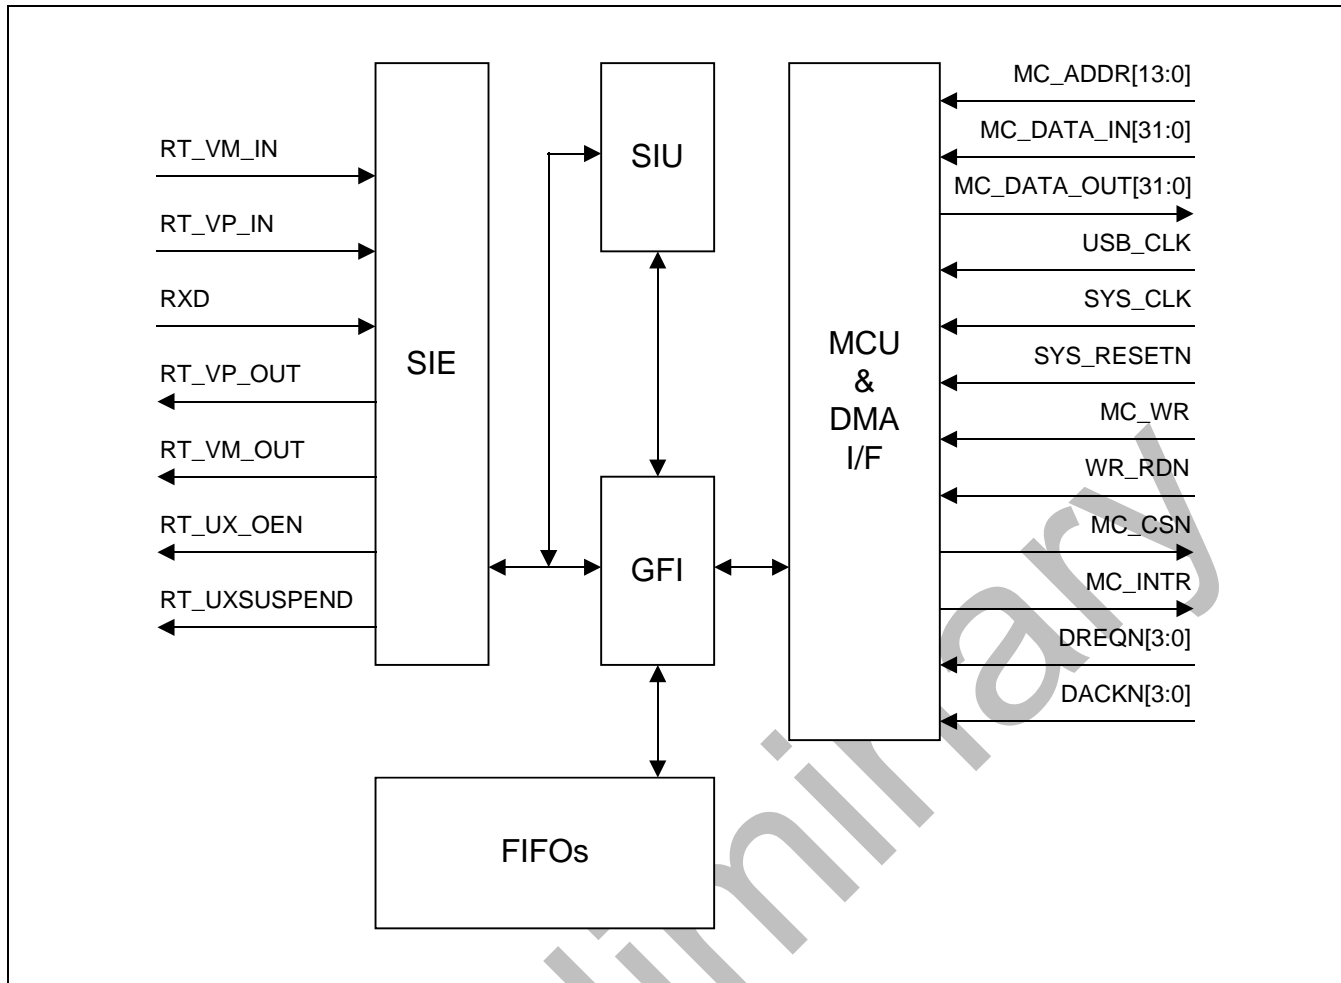 RT_VM_IN
RT_VP_IN
RXD
RT_VP_OUT
RT_VM_OUT
RT_UX_OEN
RT_UXSUSPEND
SIE
SIU
GFI
FIFOs
MCU
&
DMA
I/F
MC_ADDR[13:0]
MC_DATA_IN[31:0]
MC_DATA_OUT[31:0]
USB_CLK
SYS_CLK
SYS_RESETN
MC_WR
WR_RDN
MC_CSN
MC_INTR
DREQN[3:0]
DACKN[3:0]
liminary